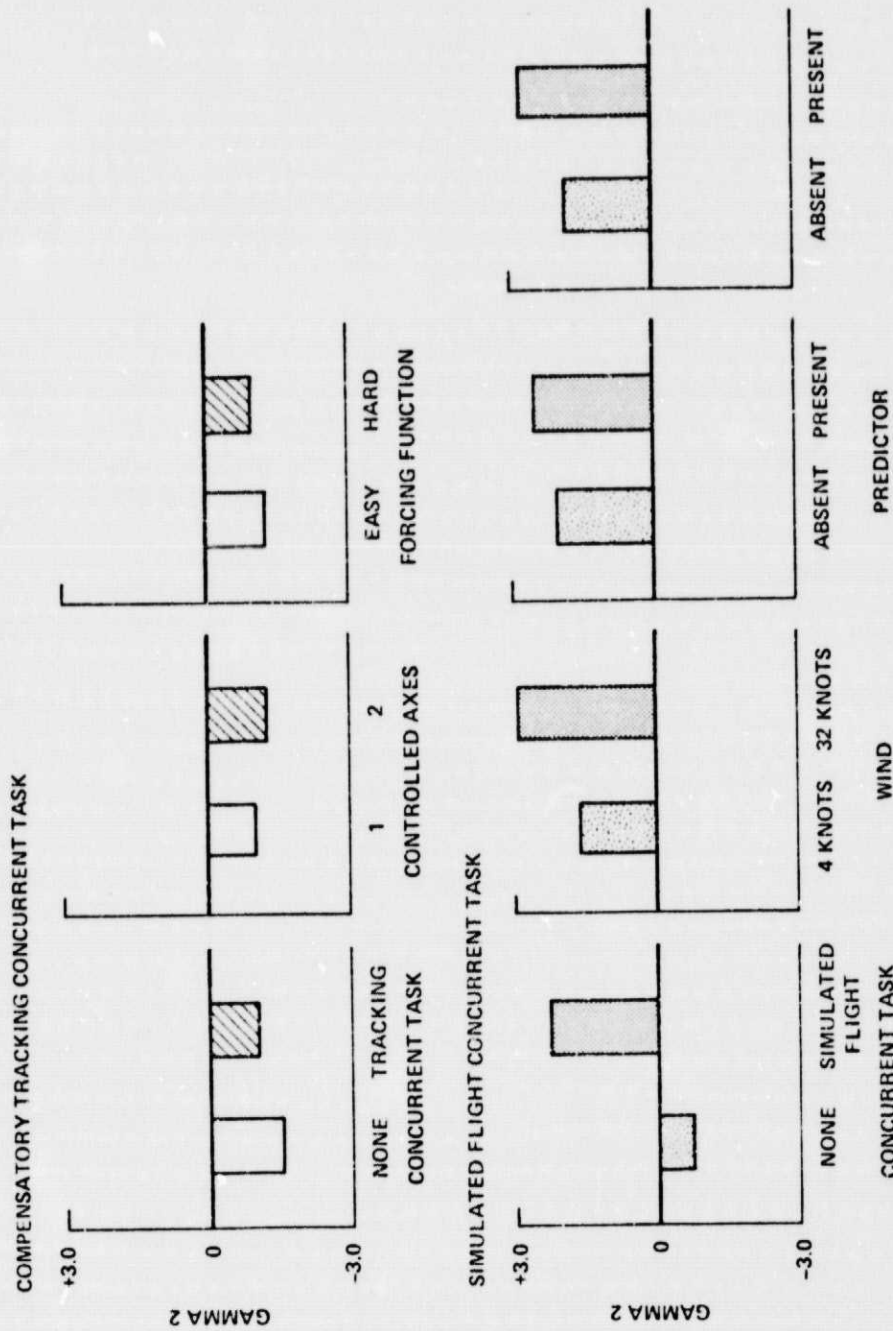 COMPENSATORY TRACKING CONCURRENT TASK
+3.0
0
-3.0
GAMMA 2
NONE TRACKING
CONCURRENT TASK
1 2
CONTROLLED AXES
EASY HARD
FORCING FUNCTION
SIMULATED FLIGHT CONCURRENT TASK
+3.0
0
-3.0
GAMMA 2
NONE SIMULATED
FLIGHT
CONCURRENT TASK
4 KNOTS 32 KNOTS
WIND
ABSENT PRESENT
PREDICTOR
ABSENT PRESENT